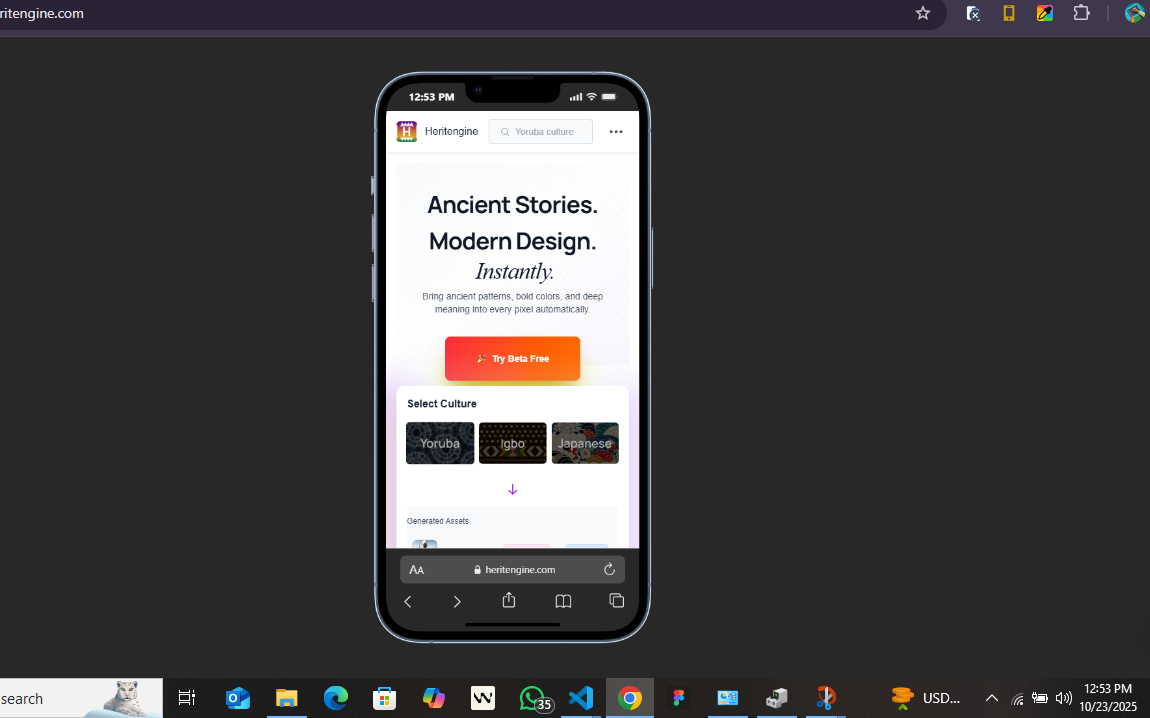 ritengine.com
12:53 PM
Heritengine
Yoruba culture
Ancient Stories.
Modern Design.
Instantly.
Bring ancient patterns, bold colors, and deep
meaning into every pixel automatically.
Try Beta Free
Select Culture
Yoruba Igbo Japanese
Generated Assets
AA heritengine.com
search
35
USD...
12:53 PM
10/23/2025